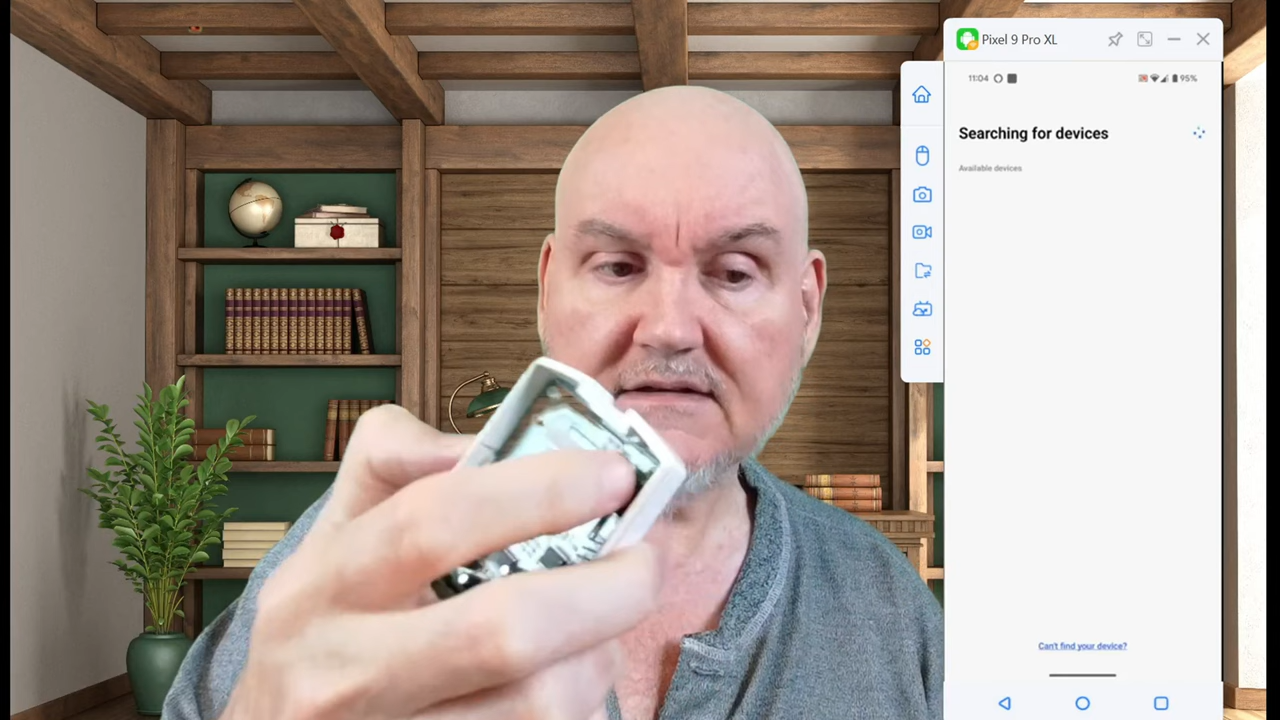 Pixel 9 Pro XL
11:04
95%
Searching for devices
Available devices
Can't find your device?